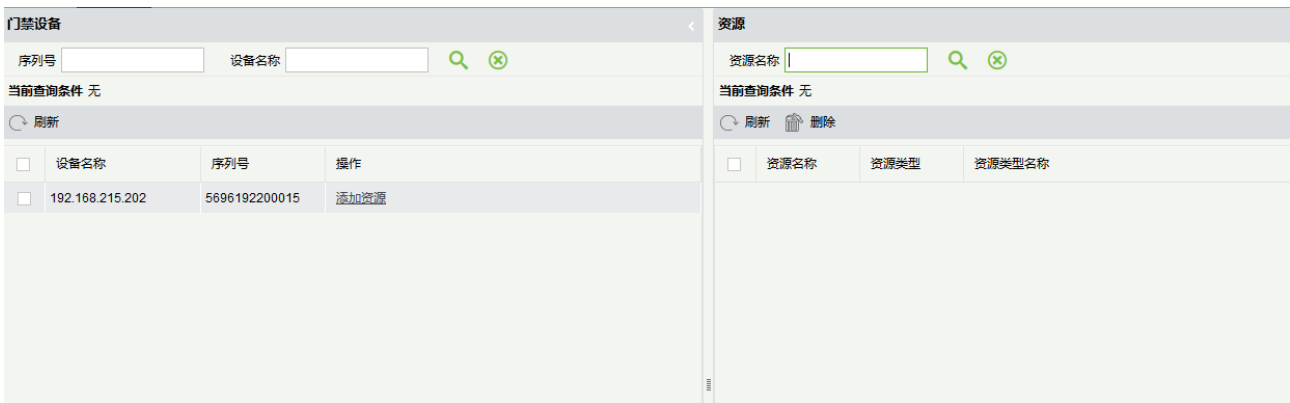 门禁设备
序列号 设备名称
当前查询条件 无
刷新
设备名称 序列号 操作
192.168.215.202 5696192200015 添加资源
资源
资源名称
当前查询条件 无
刷新 删除
资源名称 资源类型 资源类型名称